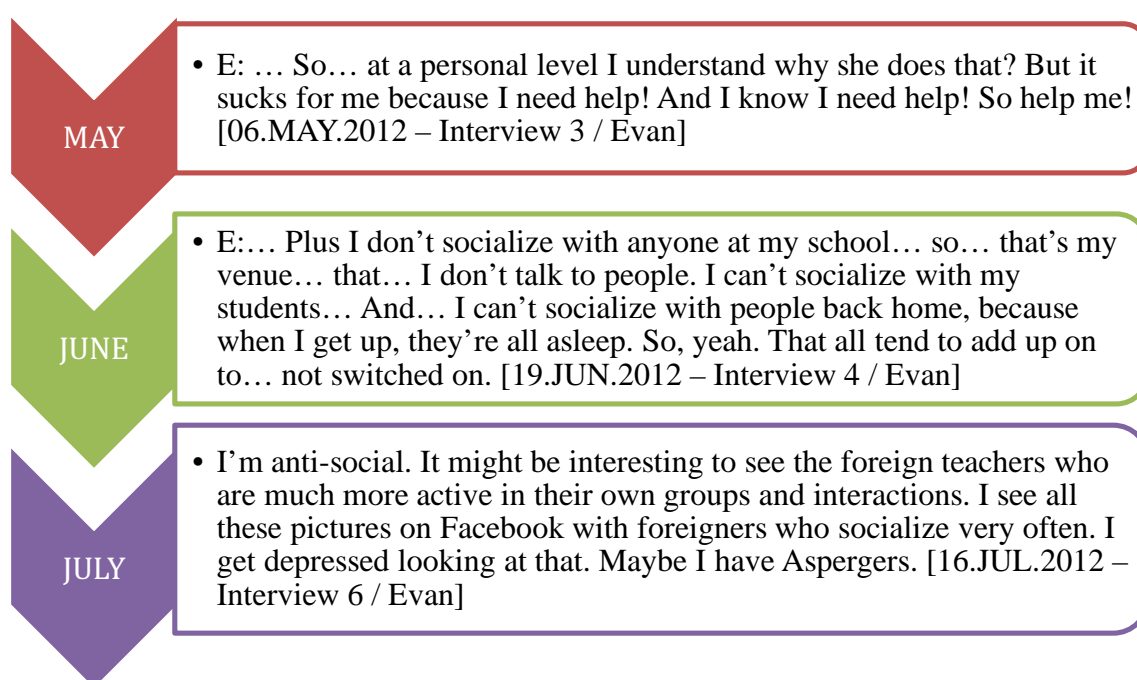 MAY
• E: … So… at a personal level I understand why she does that? But it
sucks for me because I need help! And I know I need help! So help me!
[06.MAY.2012 – Interview 3 / Evan]
JUNE
• E:… Plus I don’t socialize with anyone at my school… so… that’s my
venue… that… I don’t talk to people. I can’t socialize with my
students… And… I can’t socialize with people back home, because
when I get up, they’re all asleep. So, yeah. That all tend to add up on
to… not switched on. [19.JUN.2012 – Interview 4 / Evan]
JULY
• I’m anti-social. It might be interesting to see the foreign teachers who
are much more active in their own groups and interactions. I see all
these pictures on Facebook with foreigners who socialize very often. I
get depressed looking at that. Maybe I have Aspergers. [16.JUL.2012 –
Interview 6 / Evan]